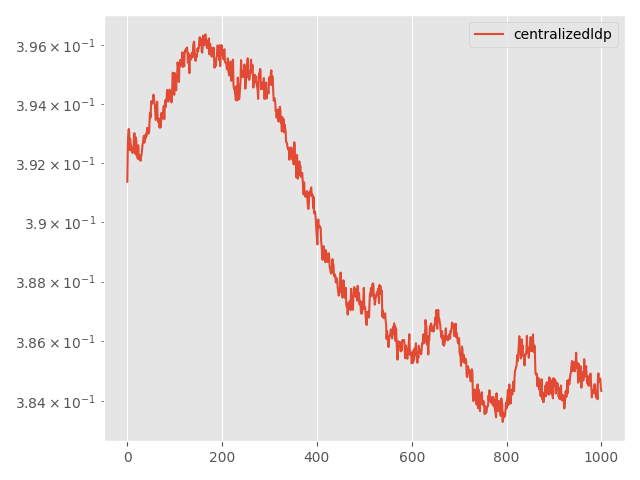 centralizedldp
3.96 × 10⁻¹
3.94 × 10⁻¹
3.92 × 10⁻¹
3.9 × 10⁻¹
3.88 × 10⁻¹
3.86 × 10⁻¹
3.84 × 10⁻¹
0 200 400 600 800 1000